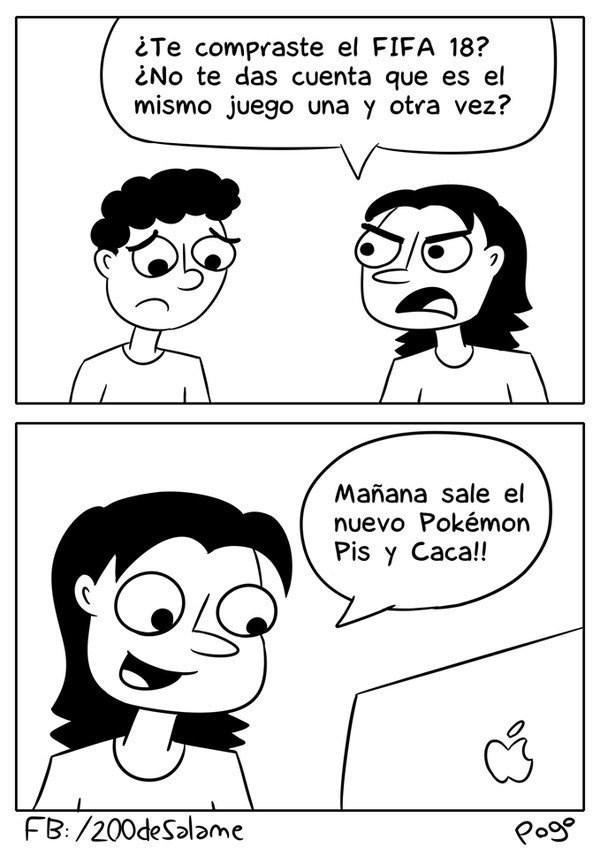 ¿Te compraste el FIFA 18?
¿No te das cuenta que es el
mismo juego una y otra vez?
Mañana sale el
nuevo Pokémon
Pis y Caca!!
FB:/200deSalame
Pogo